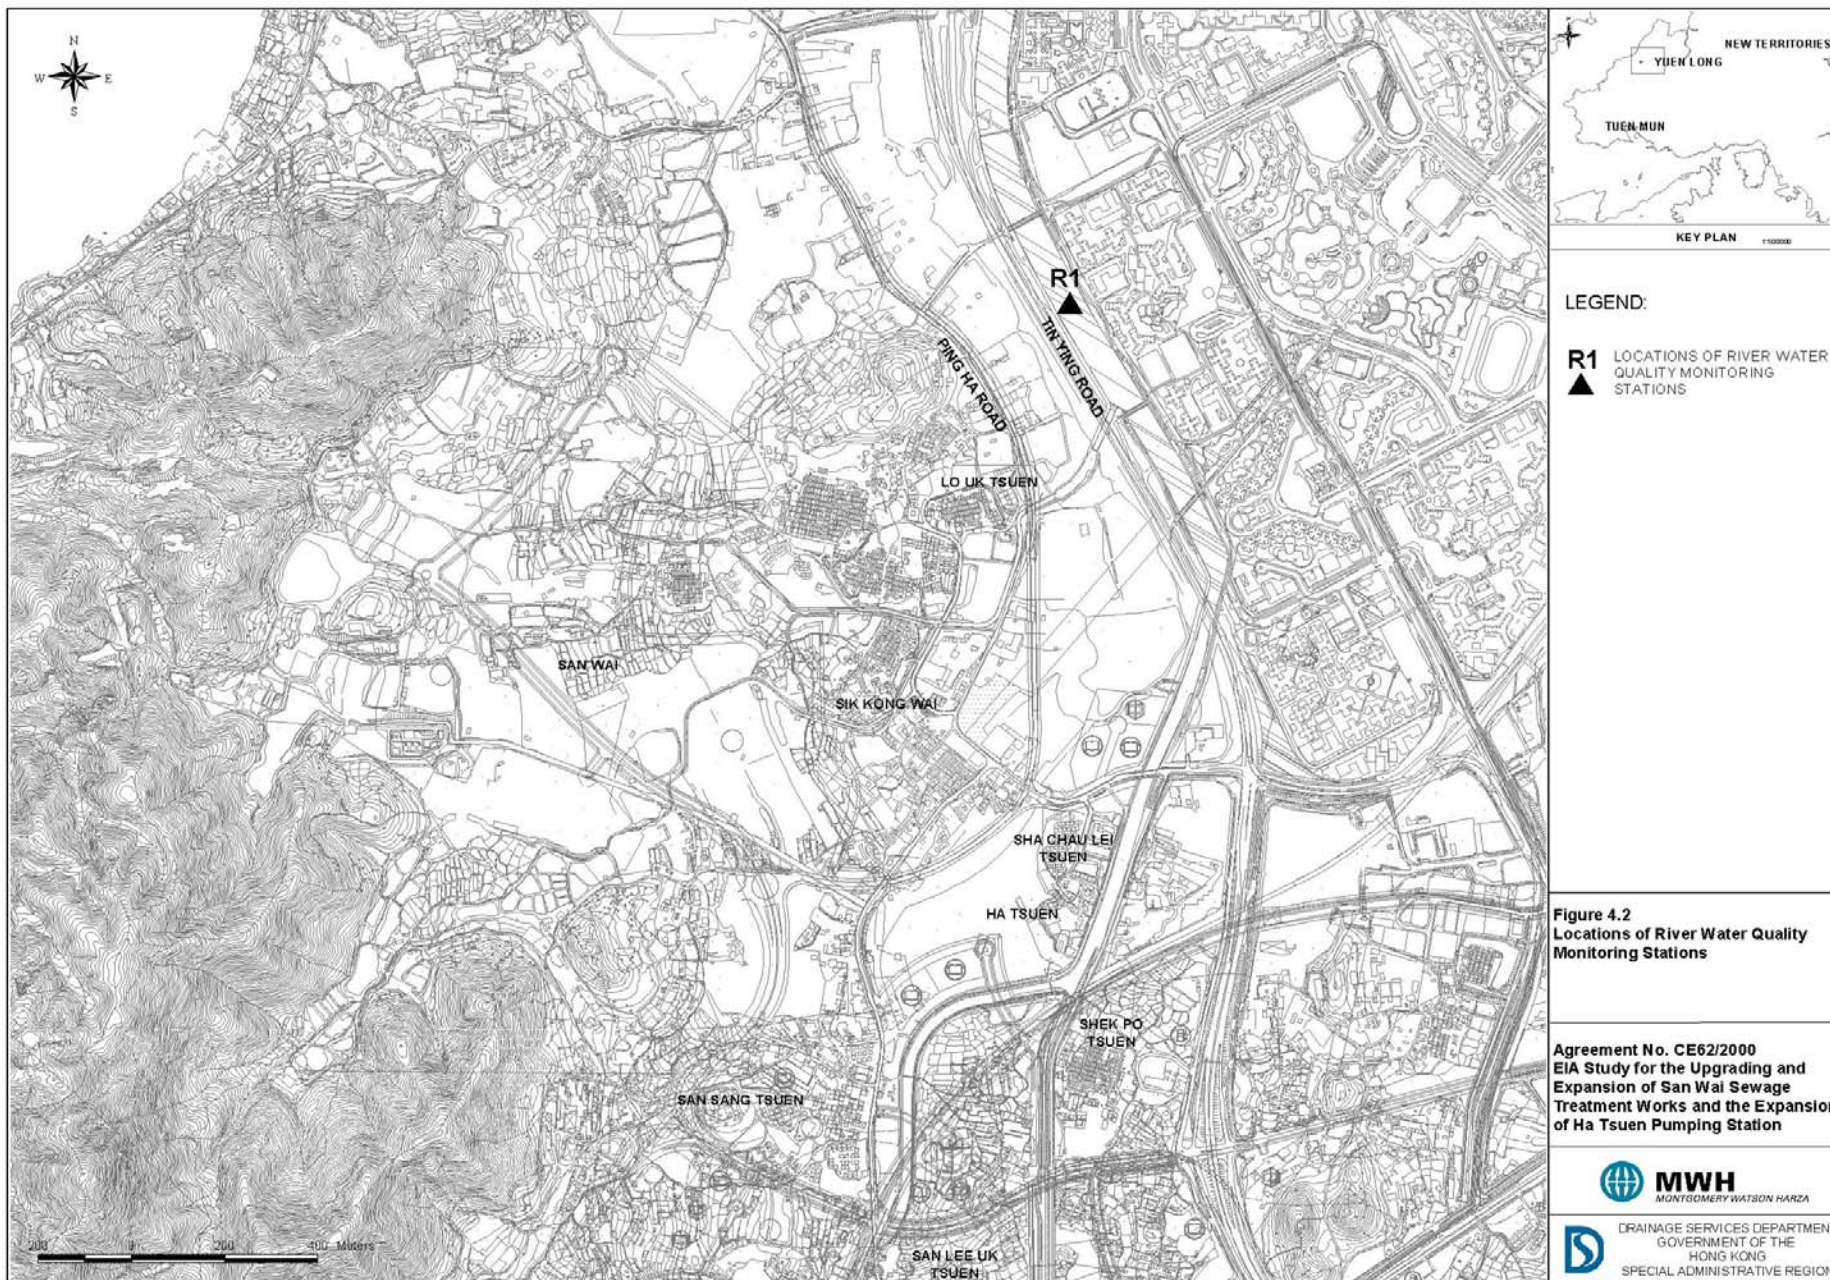 N
W E
S
R1
PING HA ROAD
TIN YING ROAD
LO UK TSUEN
SAN WAI
SIK KONG WAI
SHA CHAU LEI
TSUEN
HA TSUEN
SHEK PO
TSUEN
SAN SANG TSUEN
SAN LEE UK
TSUEN
200 0 200 400 Meters
NEW TERRITORIES
YUEN LONG
TUEN MUN
KEY PLAN
LEGEND:
R1 LOCATIONS OF RIVER WATER
QUALITY MONITORING
STATIONS
Figure 4.2
Locations of River Water Quality
Monitoring Stations
Agreement No. CE62/2000
EIA Study for the Upgrading and
Expansion of San Wai Sewage
Treatment Works and the Expansion
of Ha Tsuen Pumping Station
MWH
MONTGOMERY WATSON HARZA
DRAINAGE SERVICES DEPARTMEN
GOVERNMENT OF THE
HONG KONG
SPECIAL ADMINISTRATIVE REGION